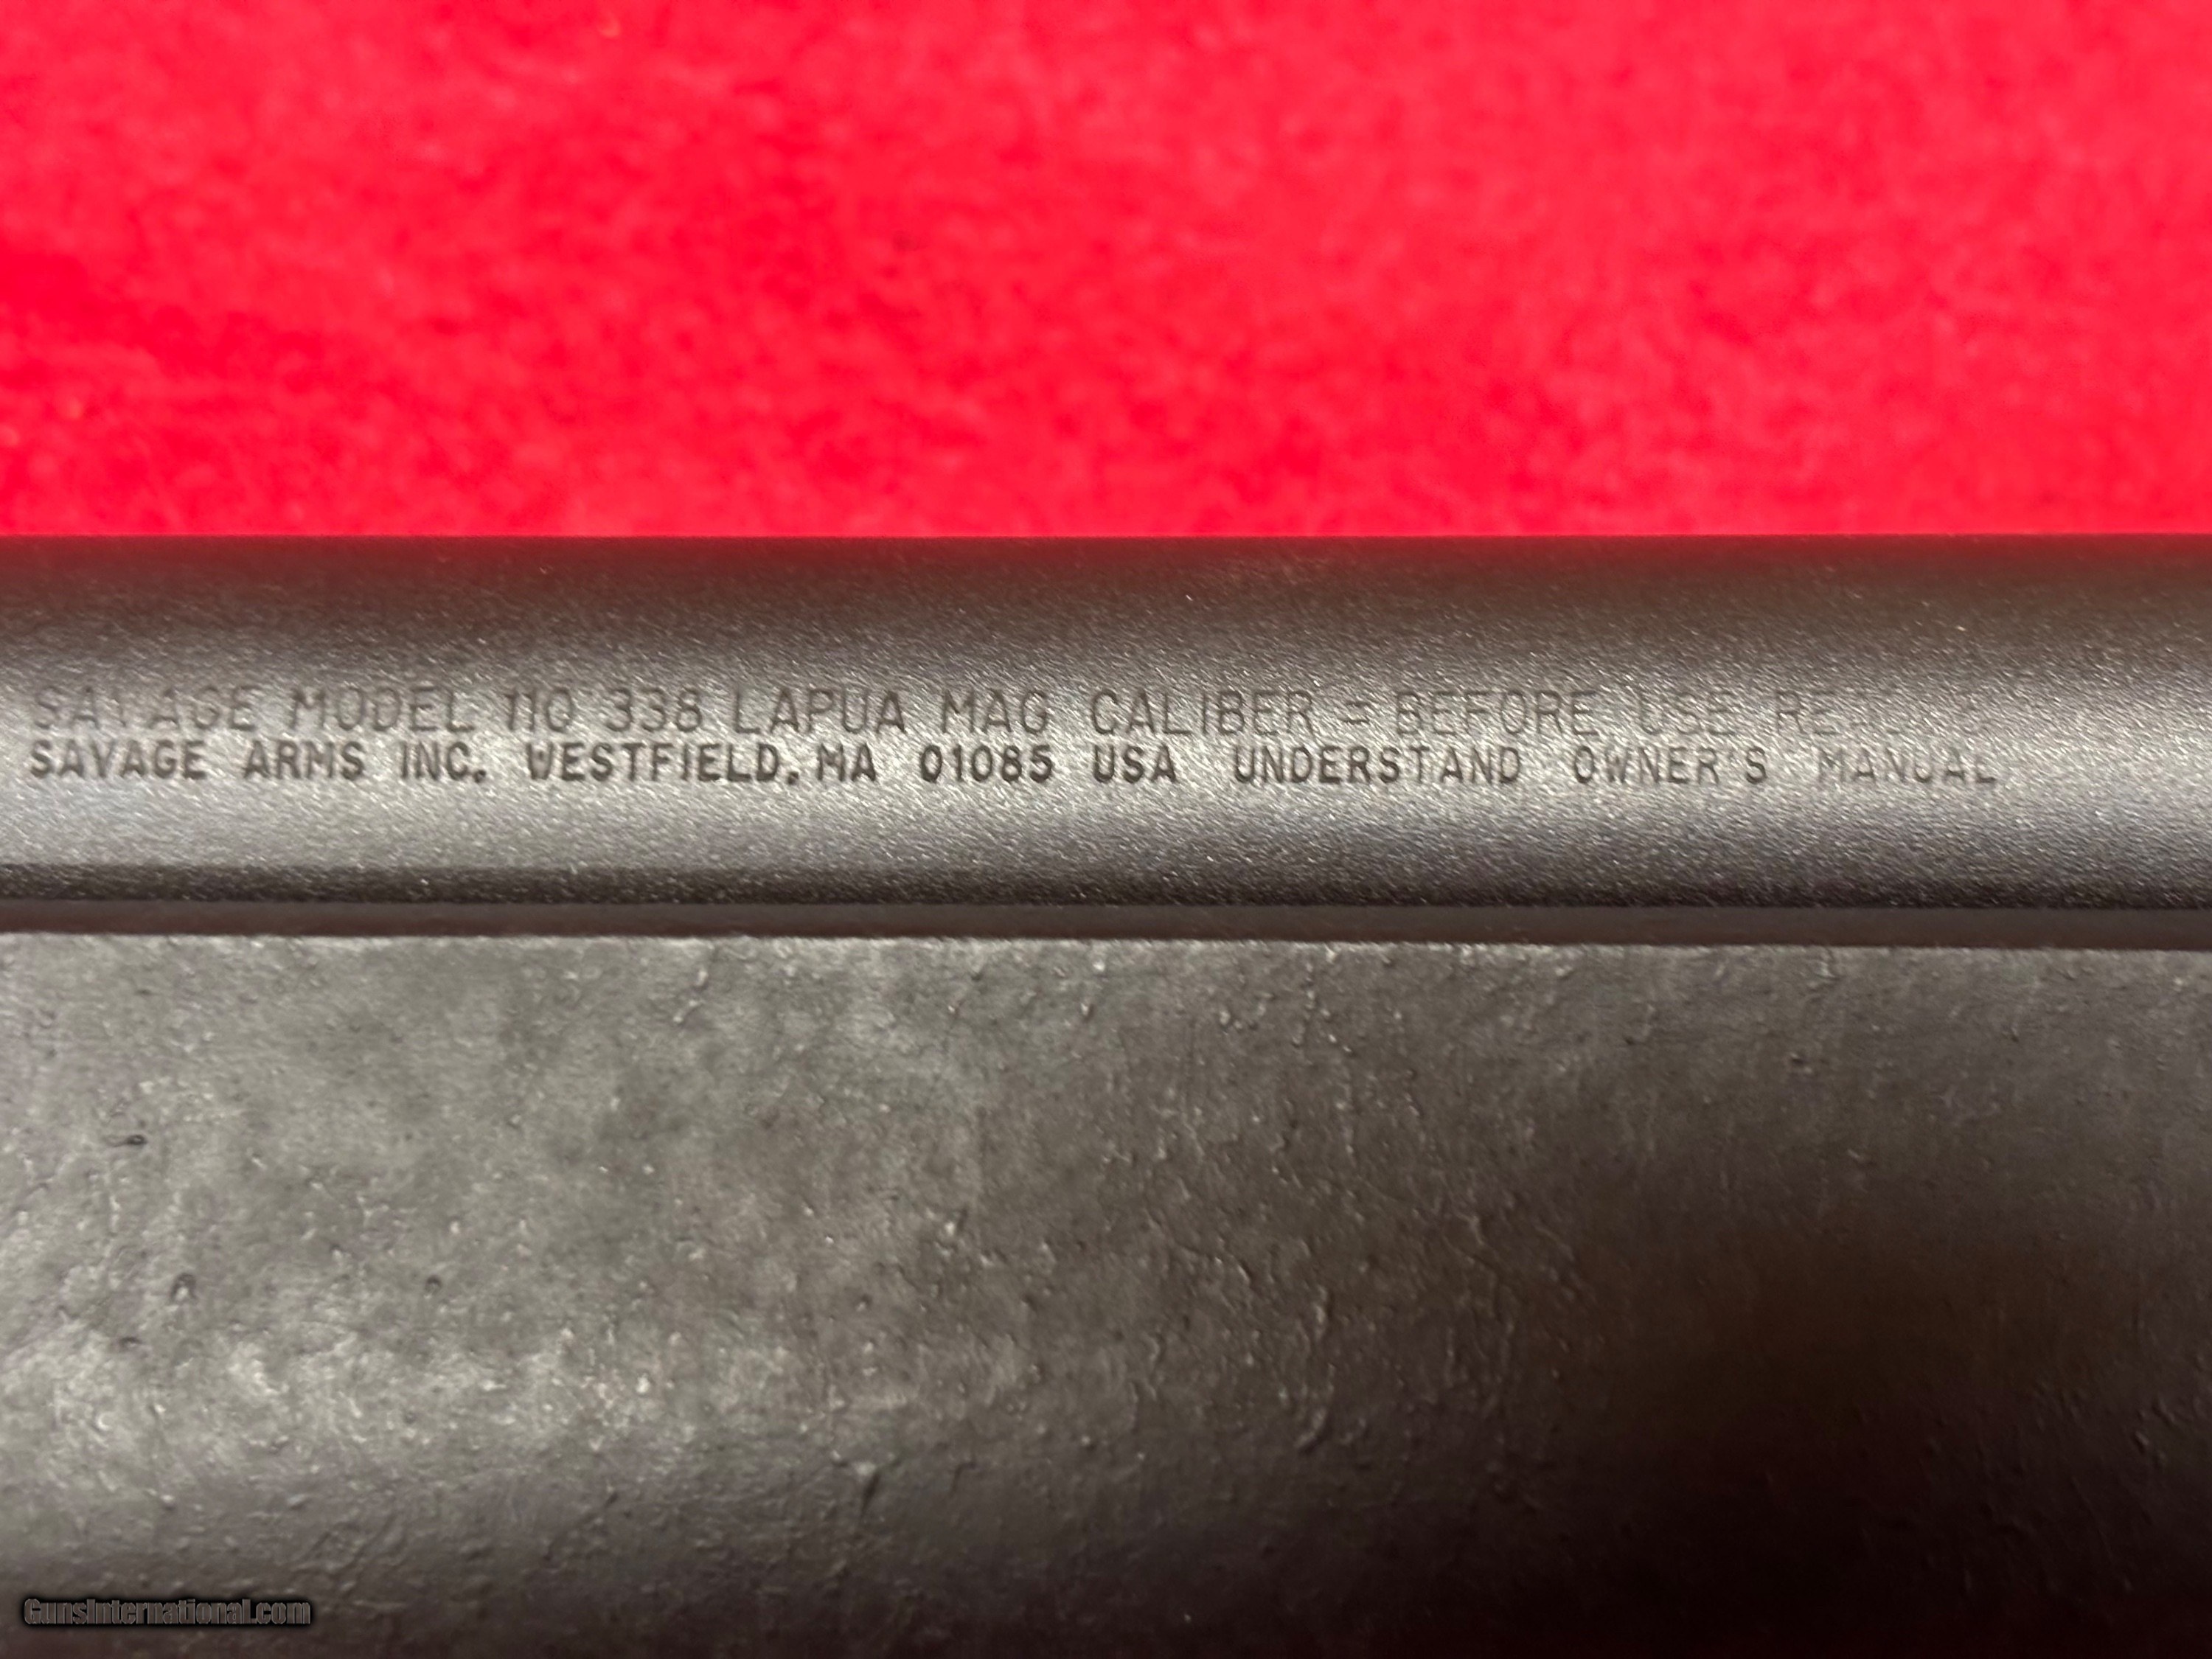 SAVAGE MODEL 110 338 LAPUA MAG CALIBER - BEFORE USE READ
SAVAGE ARMS INC. WESTFIELD, MA 01085 USA UNDERSTAND OWNER'S MANUAL
GunsInternational.com